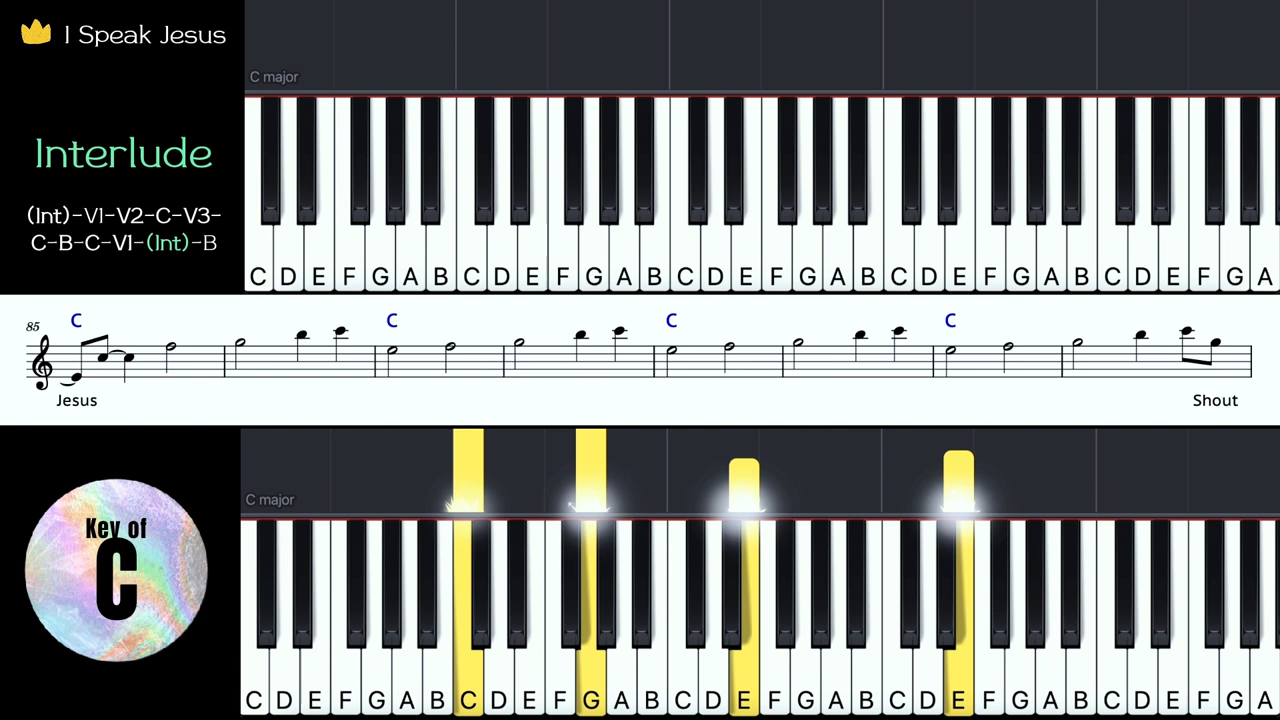 I Speak Jesus
C major
Interlude
(Int)-V1-V2-C-V3-
C-B-C-V1-(Int)-B
C D E F G A B C D E F G A B C D E F G A B C D E F G A B C D E F G A
85 C C C C
Jesus Shout
C major
Key of
C
C D E F G A B C D E F G A B C D E F G A B C D E F G A B C D E F G A